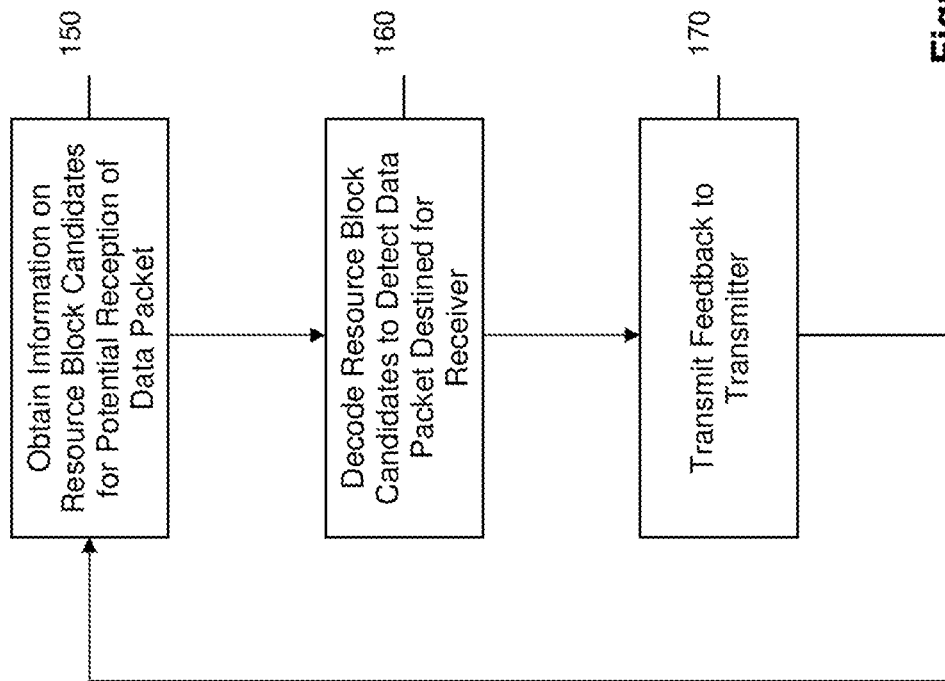 Obtain Information on
Resource Block Candidates
for Potential Reception of
Data Packet
150
Decode Resource Block
Candidates to Detect Data
Packet Destined for
Receiver
160
Transmit Feedback to
Transmitter
170